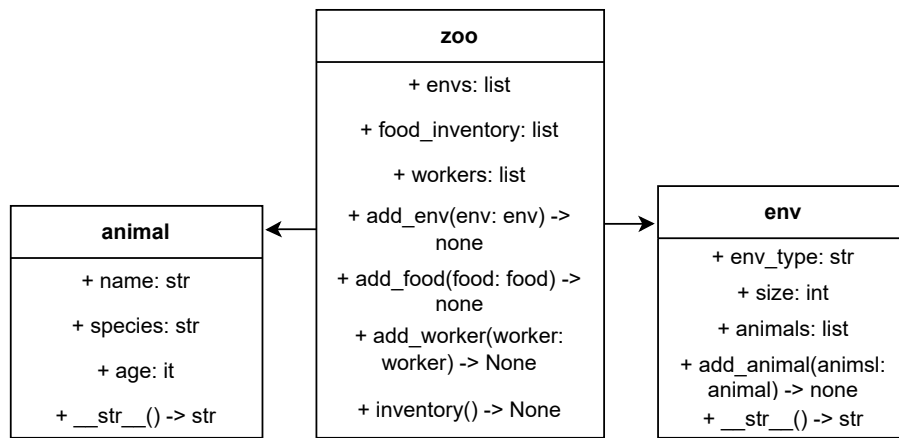 zoo
+ envs: list
+ food_inventory: list
+ workers: list
+ add_env(env: env) ->
none
+ add_food(food: food) ->
none
+ add_worker(worker:
worker) -> None
+ inventory() -> None
animal
+ name: str
+ species: str
+ age: it
+ __str__() -> str
env
+ env_type: str
+ size: int
+ animals: list
+ add_animal(animsl:
animal) -> none
+ __str__() -> str